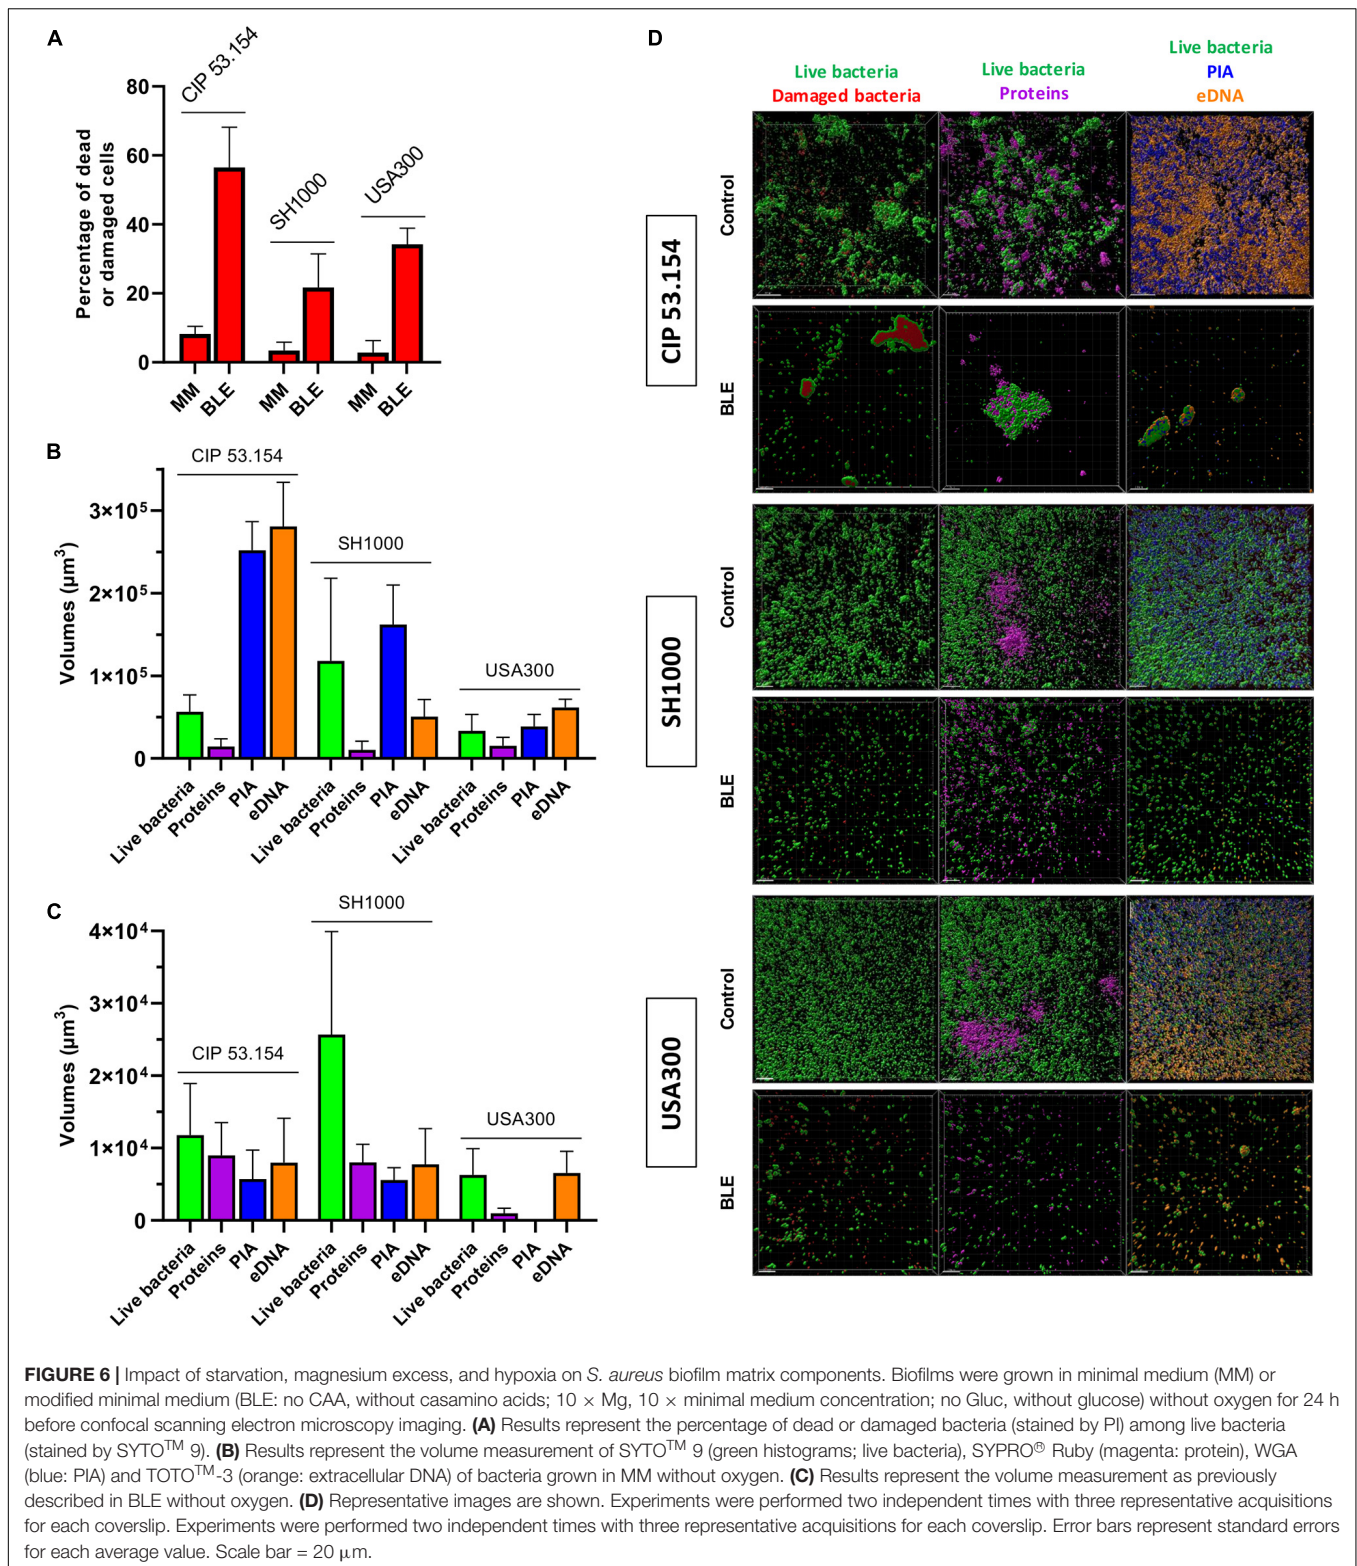 A
CIP 53.154
SH1000
USA300
Percentage of dead
or damaged cells
80
60
40
20
0
MM
BLE
MM
BLE
MM
BLE
B
CIP 53.154
SH1000
USA300
Volumes (µm³)
3×10⁵
2×10⁵
1×10⁵
0
Live bacteria
Proteins
PIA
eDNA
Live bacteria
Proteins
PIA
eDNA
Live bacteria
Proteins
PIA
eDNA
C
SH1000
CIP 53.154
USA300
Volumes (µm³)
4×10⁴
3×10⁴
2×10⁴
1×10⁴
0
Live bacteria
Proteins
PIA
eDNA
Live bacteria
Proteins
PIA
eDNA
Live bacteria
Proteins
PIA
eDNA
D
Live bacteria
Damaged bacteria
Live bacteria
Proteins
Live bacteria
PIA
eDNA
CIP 53.154
Control
BLE
SH1000
Control
BLE
USA300
Control
BLE
FIGURE 6 | Impact of starvation, magnesium excess, and hypoxia on S. aureus biofilm matrix components. Biofilms were grown in minimal medium (MM) or
modified minimal medium (BLE: no CAA, without casamino acids; 10 × Mg, 10 × minimal medium concentration; no Gluc, without glucose) without oxygen for 24 h
before confocal scanning electron microscopy imaging. (A) Results represent the percentage of dead or damaged bacteria (stained by PI) among live bacteria
(stained by SYTO™ 9). (B) Results represent the volume measurement of SYTO™ 9 (green histograms; live bacteria), SYPRO® Ruby (magenta: protein), WGA
(blue: PIA) and TOTO™-3 (orange: extracellular DNA) of bacteria grown in MM without oxygen. (C) Results represent the volume measurement as previously
described in BLE without oxygen. (D) Representative images are shown. Experiments were performed two independent times with three representative acquisitions
for each coverslip. Experiments were performed two independent times with three representative acquisitions for each coverslip. Error bars represent standard errors
for each average value. Scale bar = 20 µm.